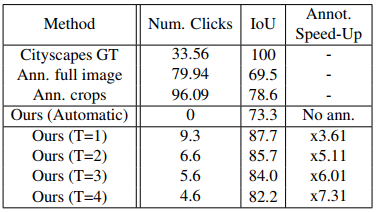 Method Num. Clicks IoU Annot. Speed-Up
Cityscapes GT 33.56 100 -
Ann. full image 79.94 69.5 -
Ann. crops 96.09 78.6 -
Ours (Automatic) 0 73.3 No ann.
Ours (T=1) 9.3 87.7 x3.61
Ours (T=2) 6.6 85.7 x5.11
Ours (T=3) 5.6 84.0 x6.01
Ours (T=4) 4.6 82.2 x7.31